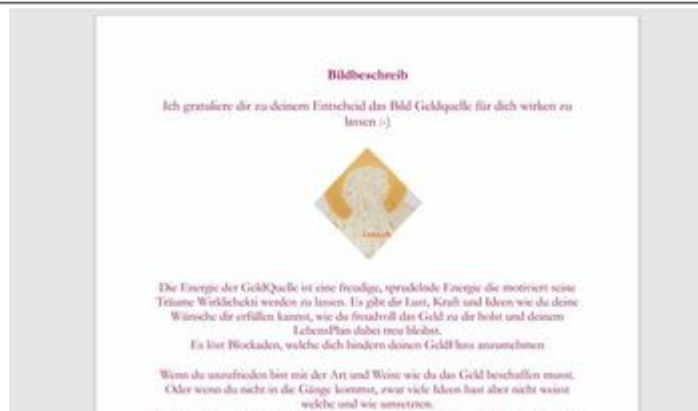 Bildbeschreib
Ich gratuliere dir zu deinem Entscheid das Bild Geldquelle für dich wirken zu
lassen :-)
Die Energie der GeldQuelle ist eine freudige, sprudelnde Energie die motiviert seine
Träume Wirklichekti werden zu lassen. Es gibt dir Lust, Kraft und Ideen wie du deine
Wünsche dir erfüllen kannst, wie du freudvoll das Geld zu dir holst und deinem
LebensPlan dabei treu bleibst.
Es löst Blockaden, welche dich hindern deinen GeldFluss anzunehmen
Wenn du unzufrieden bist mit der Art und Weise wie du das Geld beschaffen musst.
Oder wenn du nicht in die Gänge kommst, zwar viele Ideen hast aber nicht weisst
welche und wie umsetzten.